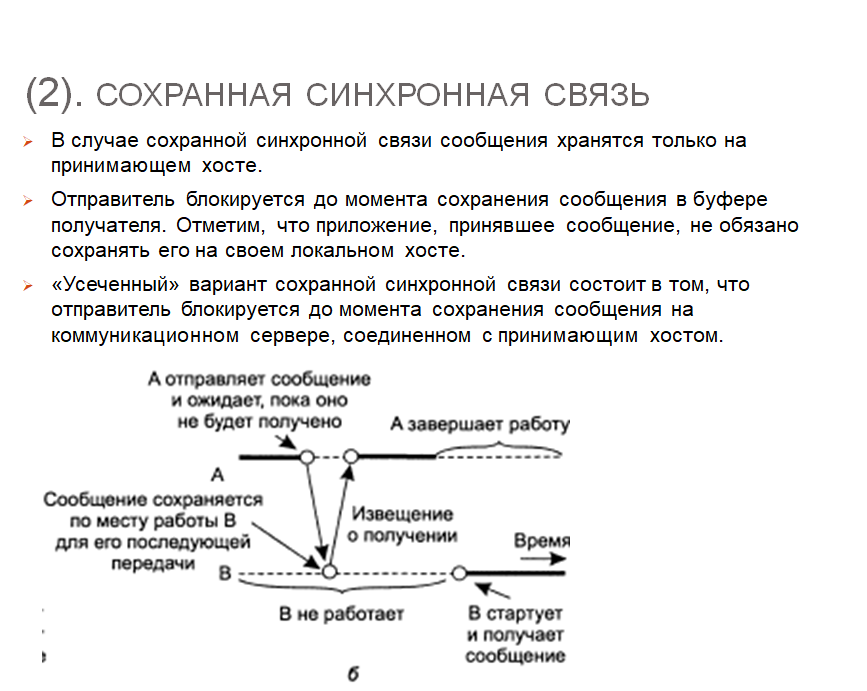 (2). СОХРАННАЯ СИНХРОННАЯ СВЯЗЬ
В случае сохранной синхронной связи сообщения хранятся только на
принимающем хосте.
Отправитель блокируется до момента сохранения сообщения в буфере
получателя. Отметим, что приложение, принявшее сообщение, не обязано
сохранять его на своем локальном хосте.
«Усеченный» вариант сохранной синхронной связи состоит в том, что
отправитель блокируется до момента сохранения сообщения на
коммуникационном сервере, соединенном с принимающим хостом.
А отправляет сообщение
и ожидает, пока оно
не будет получено
А завершает работу
А
Сообщение сохраняется
по месту работы В
для его последующей
передачи
Извещение
о получении
Время
В
В не работает
В стартует
и получает
сообщение
б